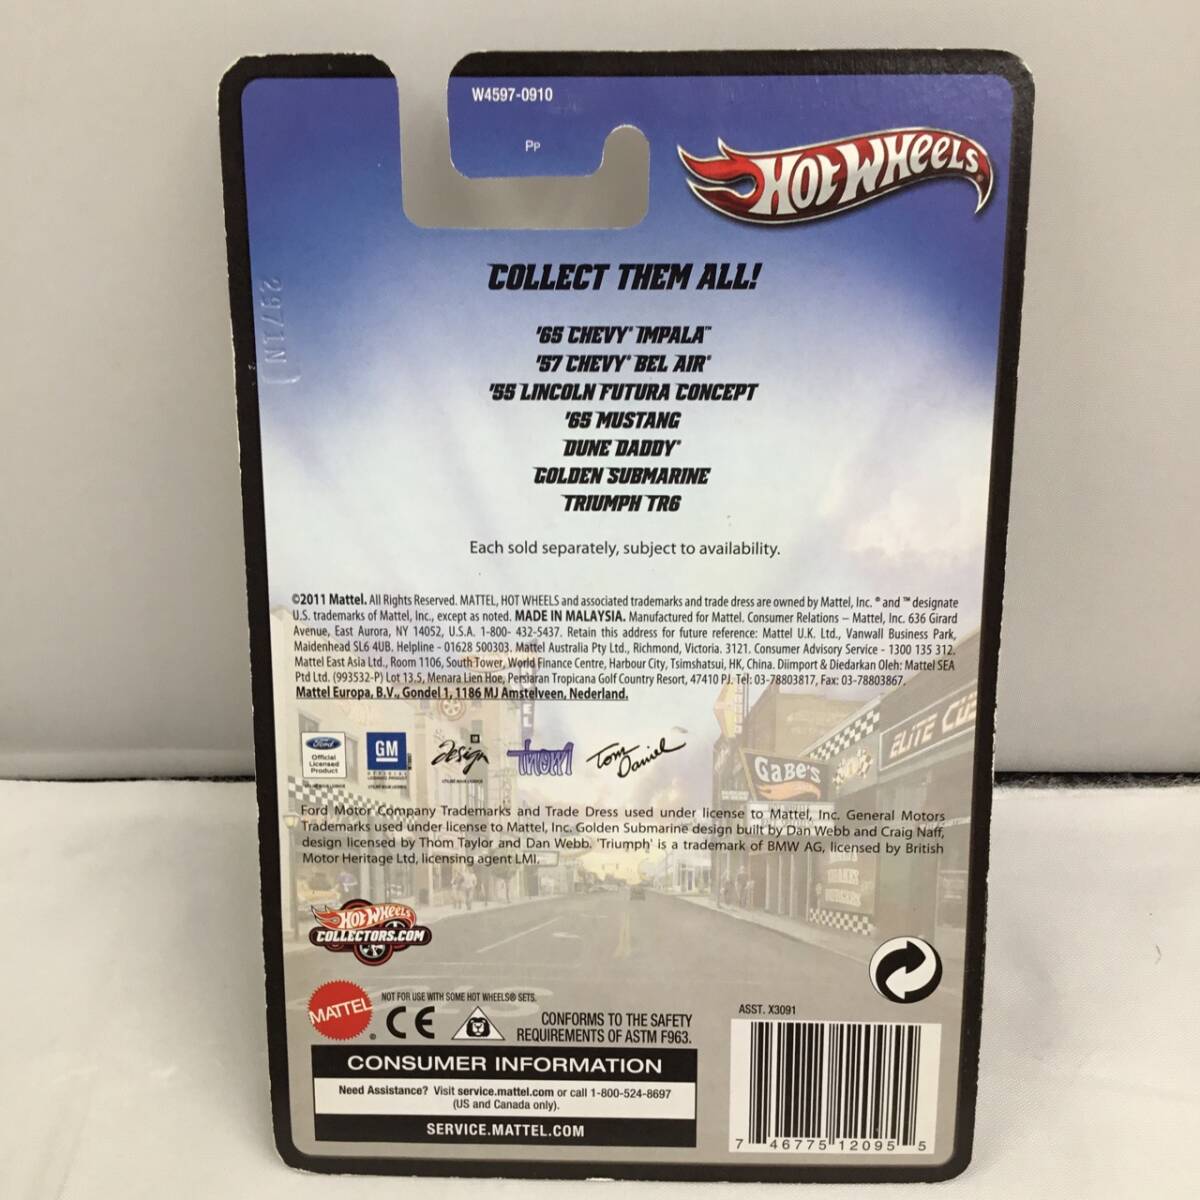 W4597-0910
PP
HOT WHEELS
2971N
COLLECT THEM ALL!
'65 CHEVY® IMPALA™
'57 CHEVY® BEL AIR®
'55 LINCOLN FUTURA CONCEPT
'65 MUSTANG
DUNE DADDY®
GOLDEN SUBMARINE
TRIUMPH TR6
Each sold separately, subject to availability.
©2011 Mattel. All Rights Reserved. MATTEL, HOT WHEELS and associated trademarks and trade dress are owned by Mattel, Inc. ® and ™ designate
U.S. trademarks of Mattel, Inc., except as noted. MADE IN MALAYSIA. Manufactured for Mattel. Consumer Relations – Mattel, Inc. 636 Girard
Avenue, East Aurora, NY 14052, U.S.A. 1-800- 432-5437. Retain this address for future reference: Mattel U.K. Ltd., Vanwall Business Park,
Maidenhead SL6 4UB. Helpline - 01628 500303. Mattel Australia Pty Ltd., Richmond, Victoria. 3121. Consumer Advisory Service - 1300 135 312.
Mattel East Asia Ltd., Room 1106, South Tower, World Finance Centre, Harbour City, Tsimshatsui, HK, China. Diimport & Diedarkan Oleh: Mattel SEA
Ptd Ltd. (993532-P) Lot 13.5, Menara Lien Hoe, Persiaran Tropicana Golf Country Resort, 47410 PJ. Tel: 03-78803817, Fax: 03-78803867.
Mattel Europa, B.V., Gondel 1, 1186 MJ Amstelveen, Nederland.
Ford
Official
Licensed
Product
GM
design
thom
Tom
Daniel
GABE'S
ELITE
Ford Motor Company Trademarks and Trade Dress used under license to Mattel, Inc. General Motors
Trademarks used under license to Mattel, Inc. Golden Submarine design built by Dan Webb and Craig Naff,
design licensed by Thom Taylor and Dan Webb. 'Triumph' is a trademark of BMW AG, licensed by British
Motor Heritage Ltd, licensing agent LMI.
HOT WHEELS
COLLECTORS.COM
MATTEL
NOT FOR USE WITH SOME HOT WHEELS® SETS.
CE
CONFORMS TO THE SAFETY
REQUIREMENTS OF ASTM F963.
CONSUMER INFORMATION
Need Assistance? Visit service.mattel.com or call 1-800-524-8697
(US and Canada only).
SERVICE.MATTEL.COM
ASST. X3091
7 46775 12095 5